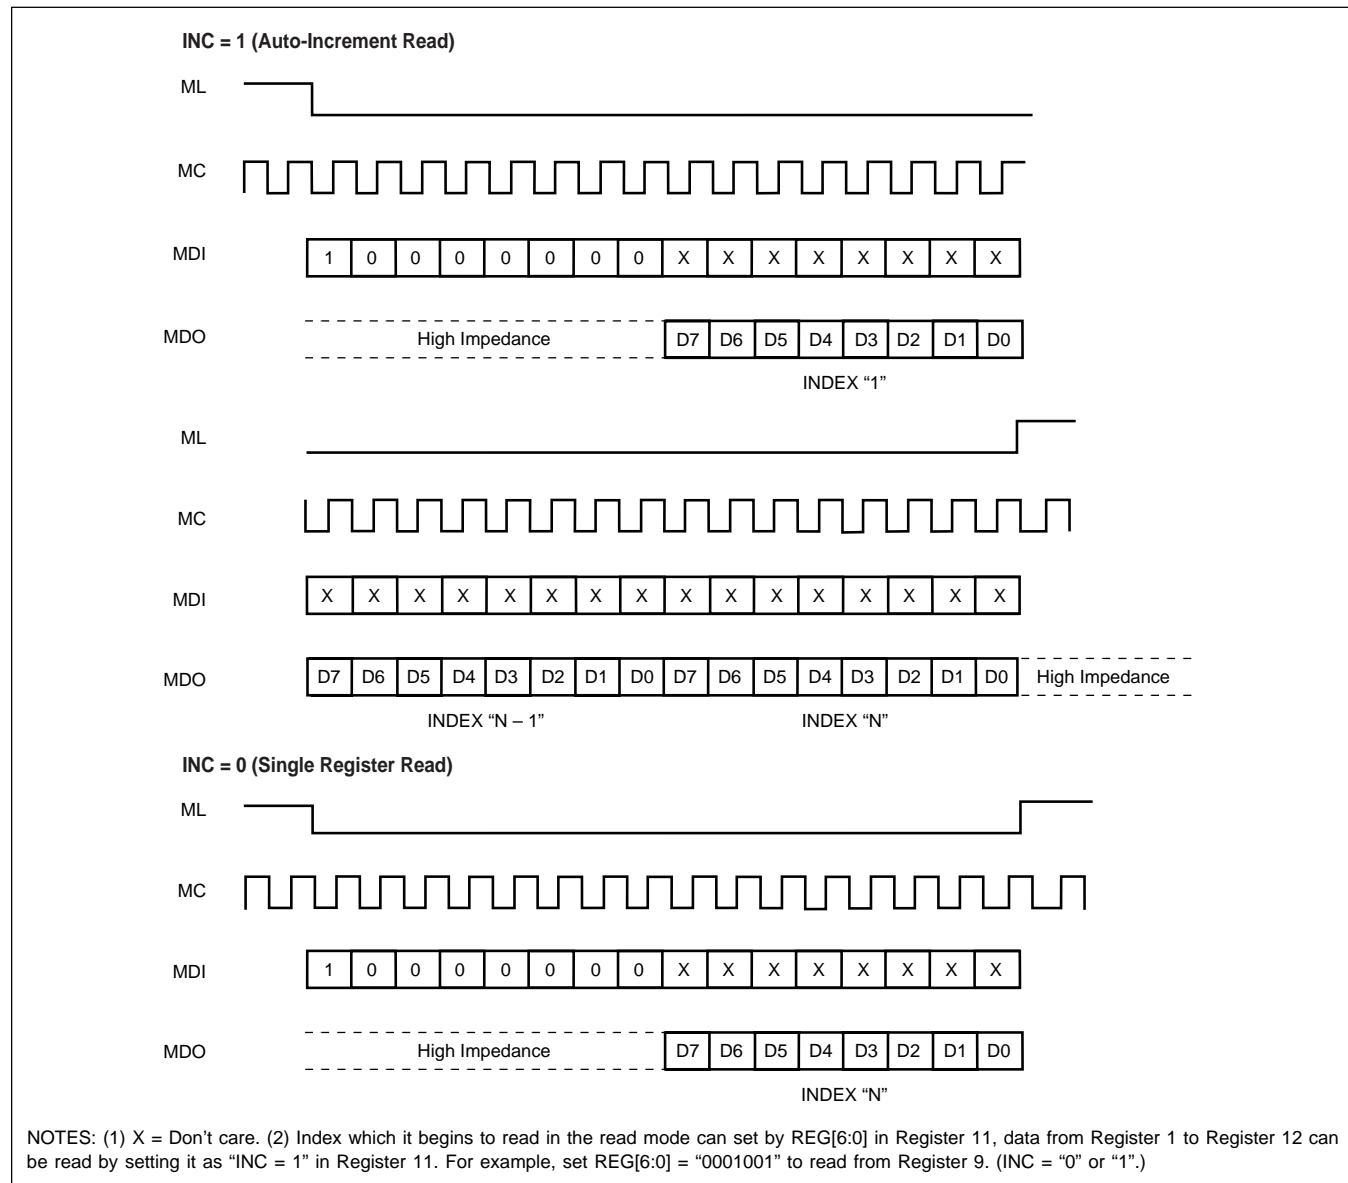 INC = 1 (Auto-Increment Read)
ML
MC
MDI 1 0 0 0 0 0 0 0 X X X X X X X X
MDO High Impedance D7 D6 D5 D4 D3 D2 D1 D0
INDEX “1”
ML
MC
MDI X X X X X X X X X X X X X X X X
MDO D7 D6 D5 D4 D3 D2 D1 D0 D7 D6 D5 D4 D3 D2 D1 D0 High Impedance
INDEX “N – 1” INDEX “N”
INC = 0 (Single Register Read)
ML
MC
MDI 1 0 0 0 0 0 0 0 X X X X X X X X
MDO High Impedance D7 D6 D5 D4 D3 D2 D1 D0
INDEX “N”
NOTES: (1) X = Don’t care. (2) Index which it begins to read in the read mode can set by REG[6:0] in Register 11, data from Register 1 to Register 12 can
be read by setting it as “INC = 1” in Register 11. For example, set REG[6:0] = “0001001” to read from Register 9. (INC = “0” or “1”.)